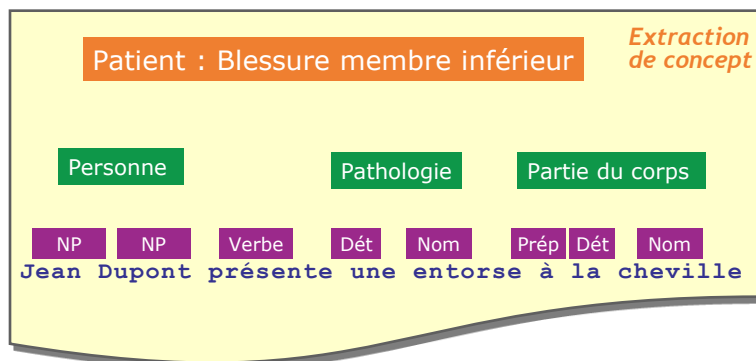 Extraction
de concept
Patient : Blessure membre inférieur
Personne Pathologie Partie du corps
NP NP Verbe Dét Nom Prép Dét Nom
Jean Dupont présente une entorse à la cheville